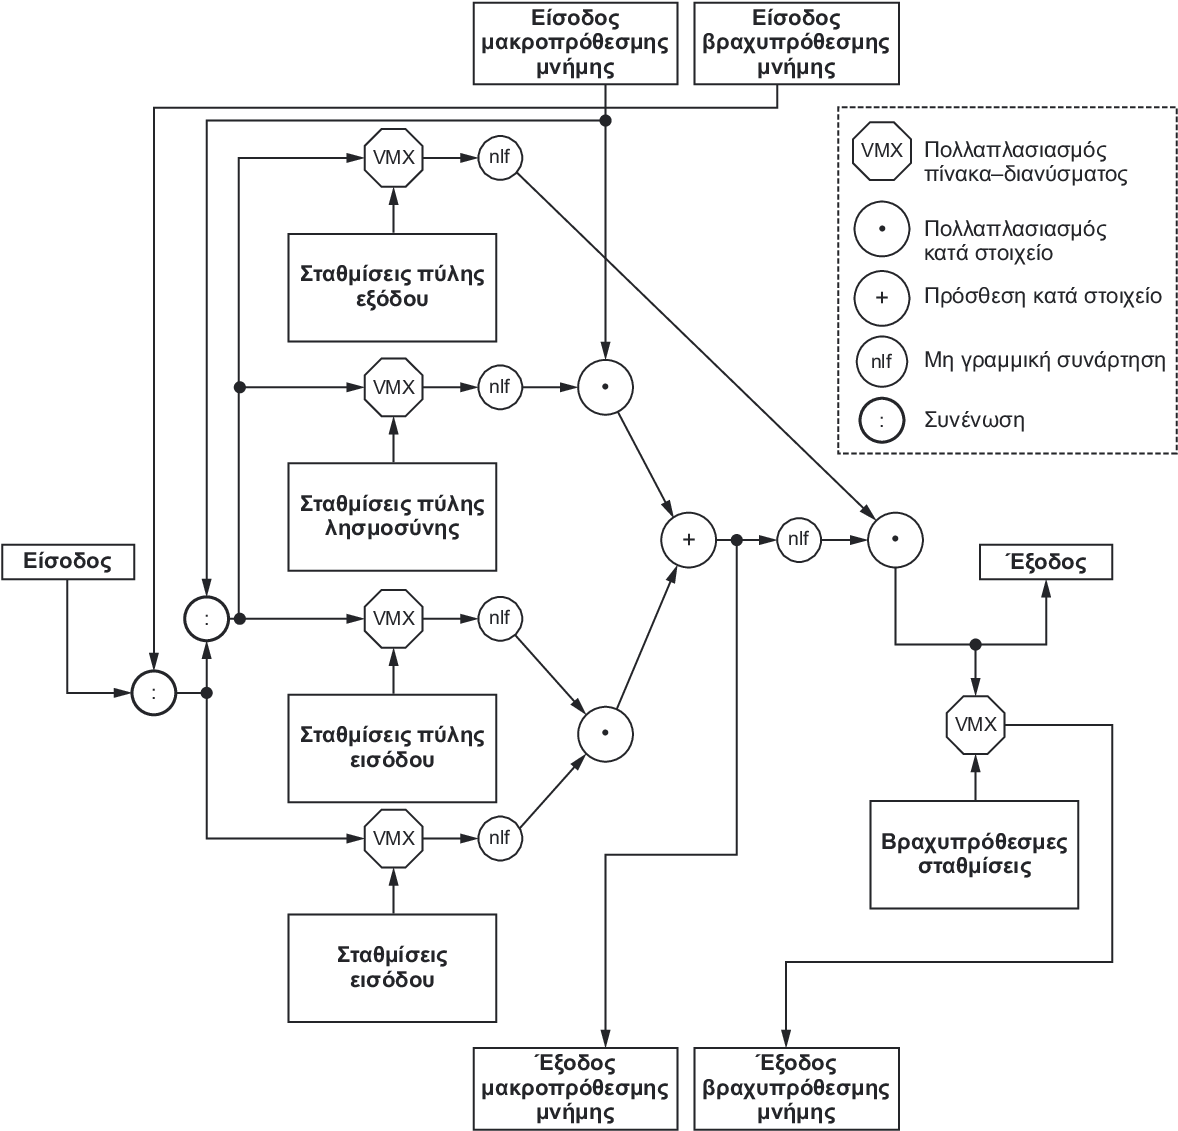 Είσοδος
μακροπρόθεσμης
μνήμης
Είσοδος
βραχυπρόθεσμης
μνήμης
VMX
nlf
Σταθμίσεις πύλης
εξόδου
VMX
Πολλαπλασιασμός
πίνακα–διανύσματος
•
Πολλαπλασιασμός
κατά στοιχείο
+
Πρόσθεση κατά στοιχείο
nlf
Μη γραμμική συνάρτηση
:
Συνένωση
VMX
nlf
•
Σταθμίσεις πύλης
λησμοσύνης
+
nlf
•
Είσοδος
Έξοδος
:
:
VMX
nlf
Σταθμίσεις πύλης
εισόδου
•
VMX
nlf
Σταθμίσεις
εισόδου
VMX
Βραχυπρόθεσμες
σταθμίσεις
Έξοδος
μακροπρόθεσμης
μνήμης
Έξοδος
βραχυπρόθεσμης
μνήμης